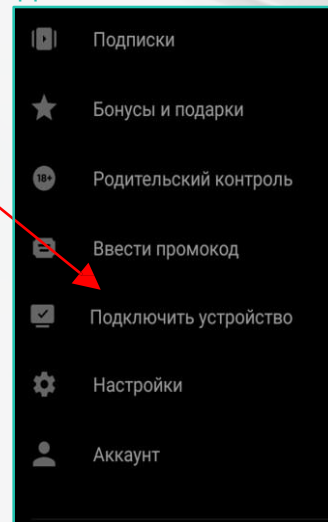 Подписки
Бонусы и подарки
18+
Родительский контроль
Ввести промокод
Подключить устройство
Настройки
Аккаунт